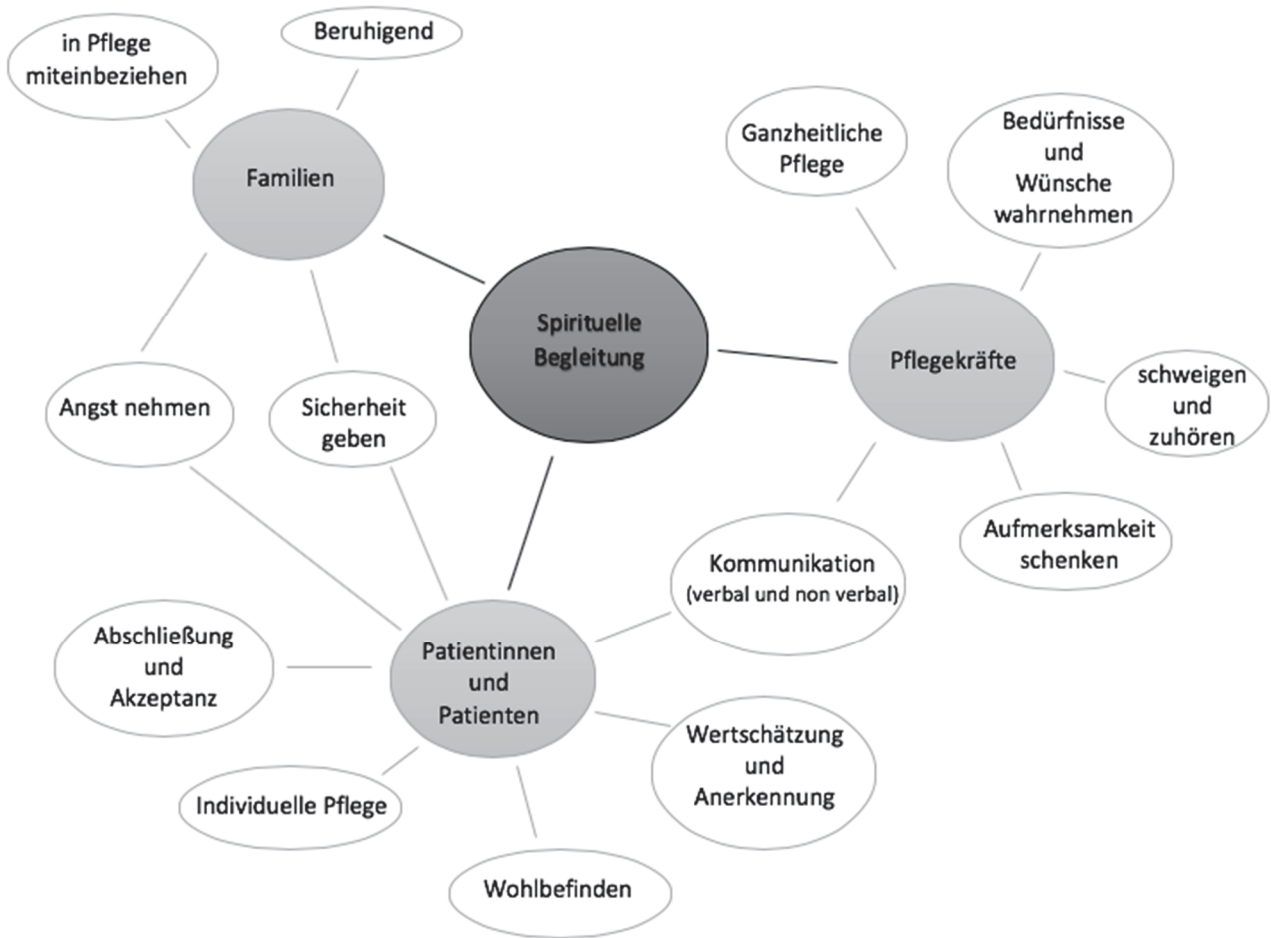 in Pflege
miteinbeziehen
Beruhigend
Familien
Ganzheitliche
Pflege
Bedürfnisse
und
Wünsche
wahrnehmen
Spirituelle
Begleitung
Pflegekräfte
schweigen
und
zuhören
Angst nehmen
Sicherheit
geben
Aufmerksamkeit
schenken
Kommunikation
(verbal und non verbal)
Abschließung
und
Akzeptanz
Patientinnen
und
Patienten
Wertschätzung
und
Anerkennung
Individuelle Pflege
Wohlbefinden